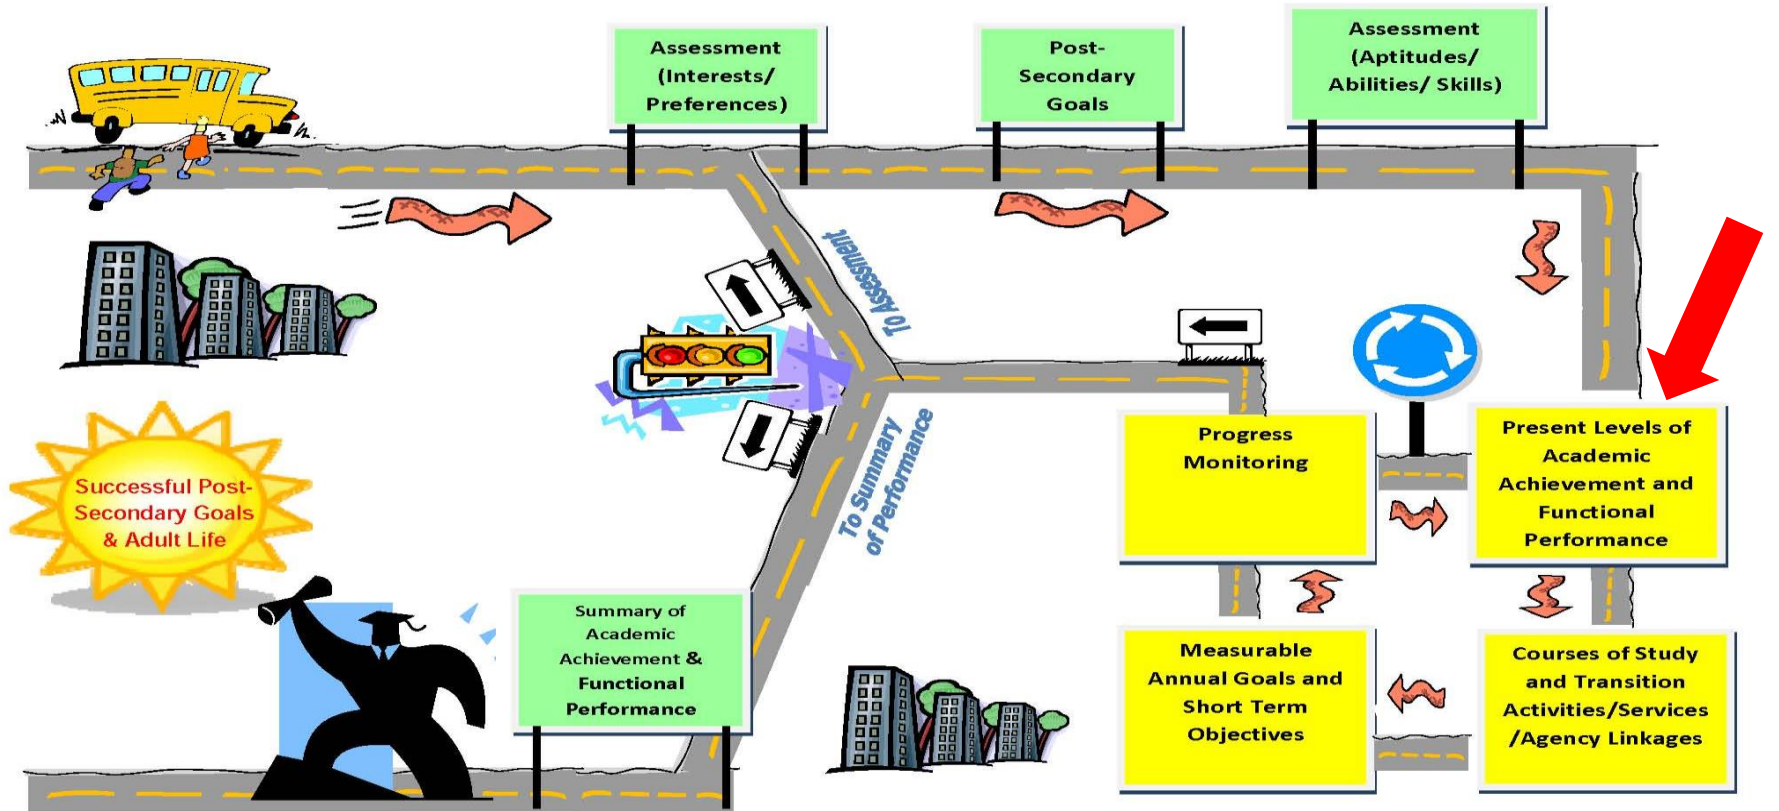 Assessment
(Interests/
Preferences)
Post-
Secondary
Goals
Assessment
(Aptitudes/
Abilities/ Skills)
To Assessment
Progress
Monitoring
Present Levels of
Academic
Achievement and
Functional
Performance
To Summary
of Performance
Successful Post-
Secondary Goals
& Adult Life
Summary of
Academic
Achievement &
Functional
Performance
Measurable
Annual Goals and
Short Term
Objectives
Courses of Study
and Transition
Activities/Services
/Agency Linkages